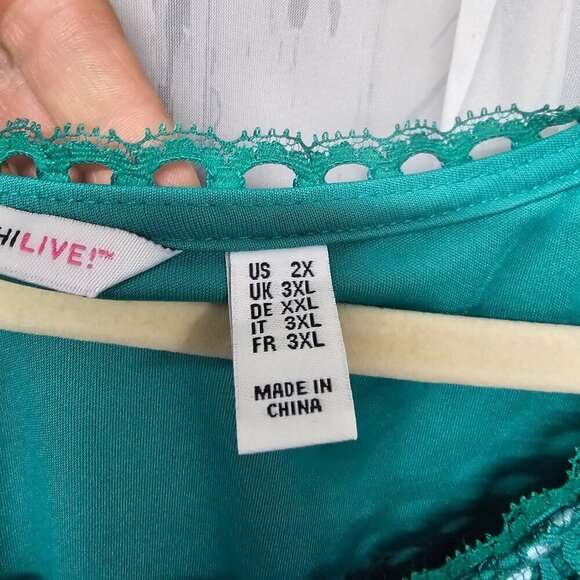 HILIVE!™
US 2X
UK 3XL
DE XXL
IT 3XL
FR 3XL
MADE IN
CHINA